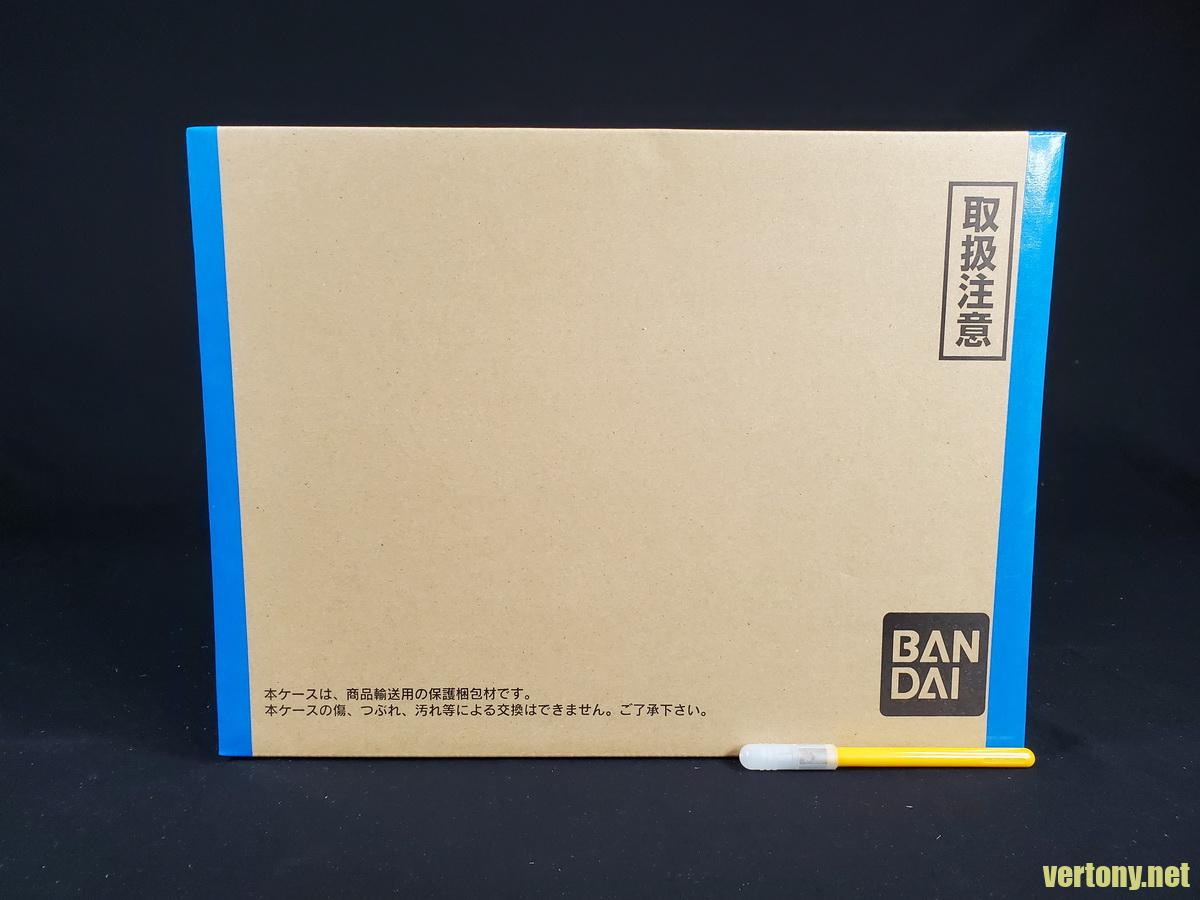 取扱注意
BAN
DAI
本ケースは、商品輸送用の保護梱包材です。
本ケースの傷、つぶれ、汚れ等による交換はできません。ご了承下さい。
vertony.net